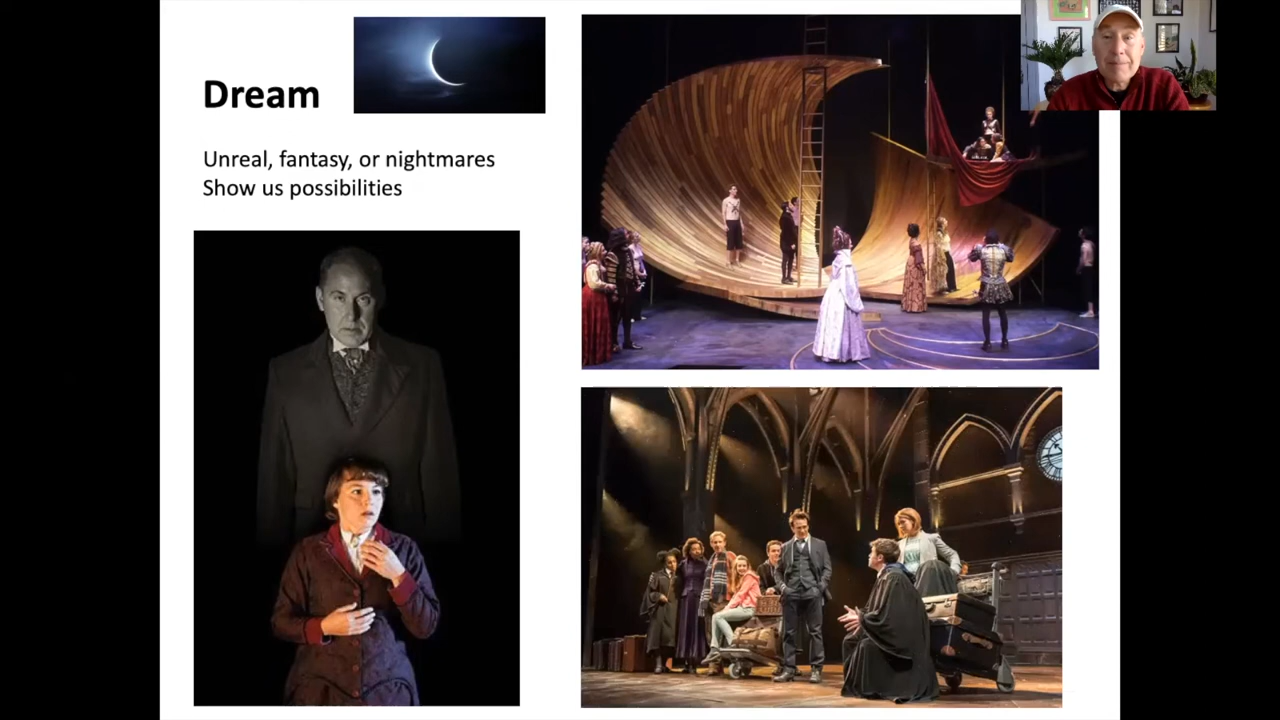 Dream
Unreal, fantasy, or nightmares
Show us possibilities